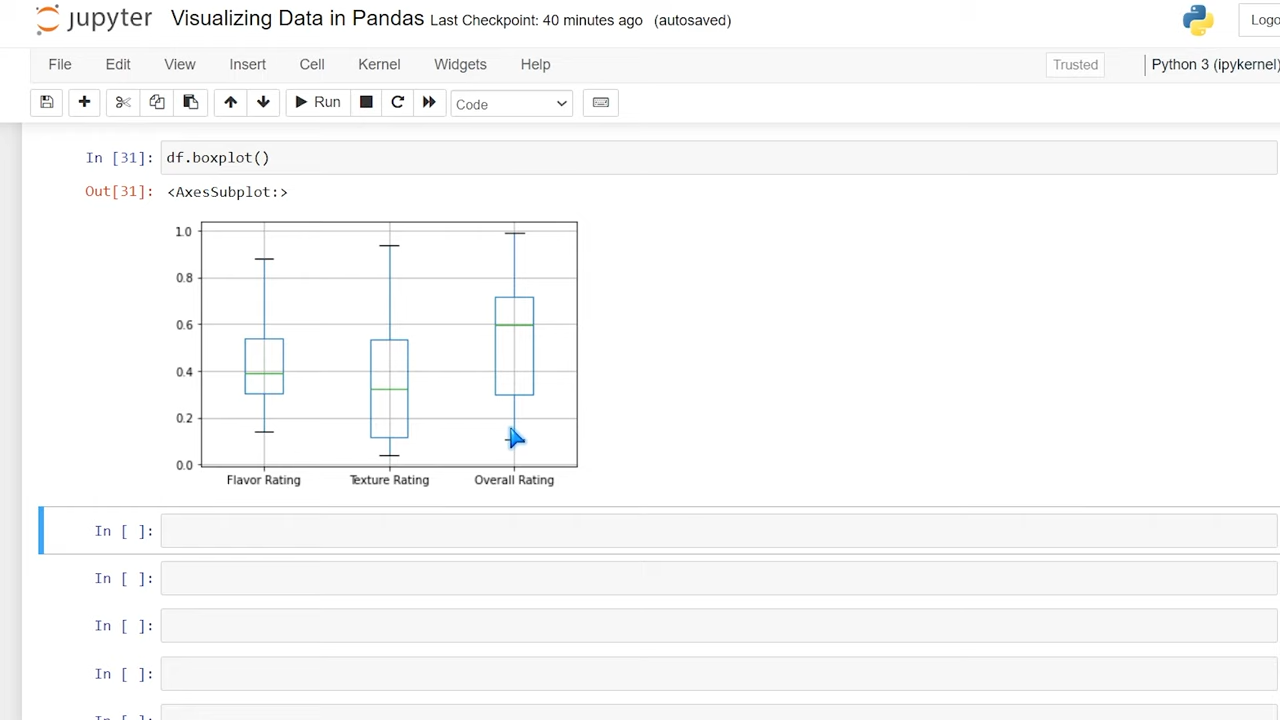 jupyter Visualizing Data in Pandas Last Checkpoint: 40 minutes ago (autosaved)
File Edit View Insert Cell Kernel Widgets Help Trusted Python 3 (ipykernel)
Run Code
In [31]: df.boxplot()
Out[31]: <AxesSubplot:>
1.0
0.8
0.6
0.4
0.2
0.0
Flavor Rating Texture Rating Overall Rating
In [ ]:
In [ ]:
In [ ]:
In [ ]: